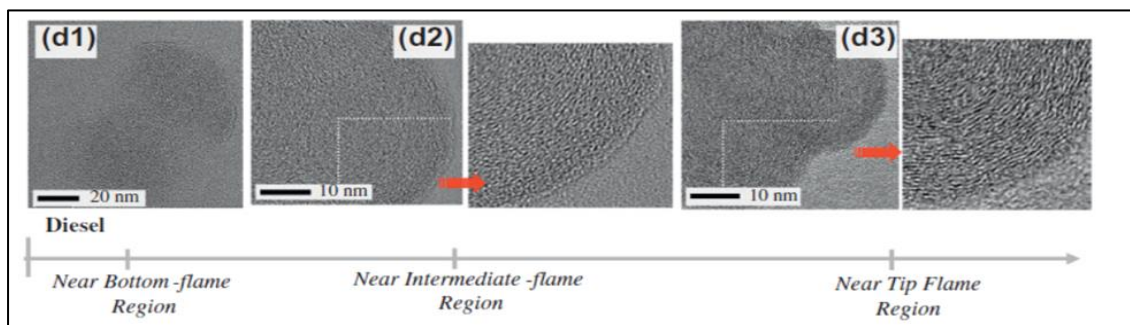 (d1)
(d2)
(d3)
20 nm
10 nm
10 nm
Diesel
Near Bottom -flame
Region
Near Intermediate -flame
Region
Near Tip Flame
Region